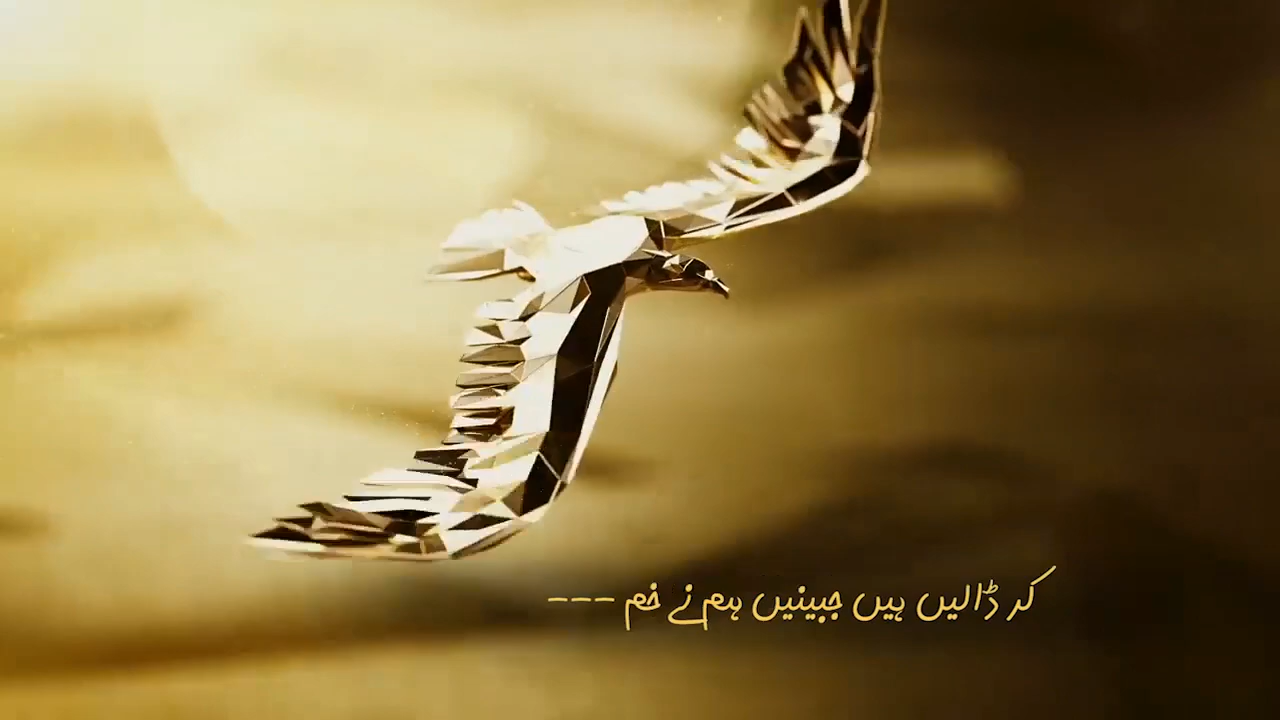 کر ڈالیں ہیں جبینیں ہم نے خم ---